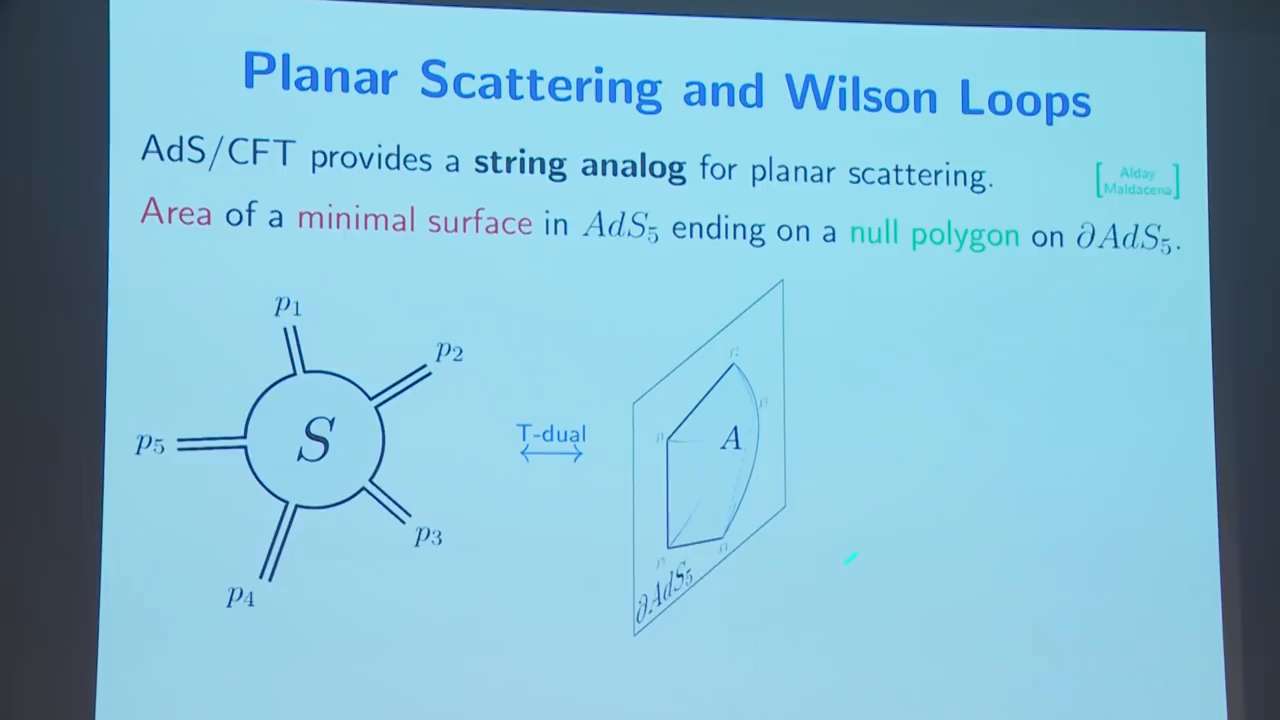 Planar Scattering and Wilson Loops
AdS/CFT provides a string analog for planar scattering.
[Alday
Maldacena]
Area of a minimal surface in AdS₅ ending on a null polygon on ∂AdS₅.
p₁
p₂
p₅
S
p₃
p₄
T-dual
A
∂AdS₅